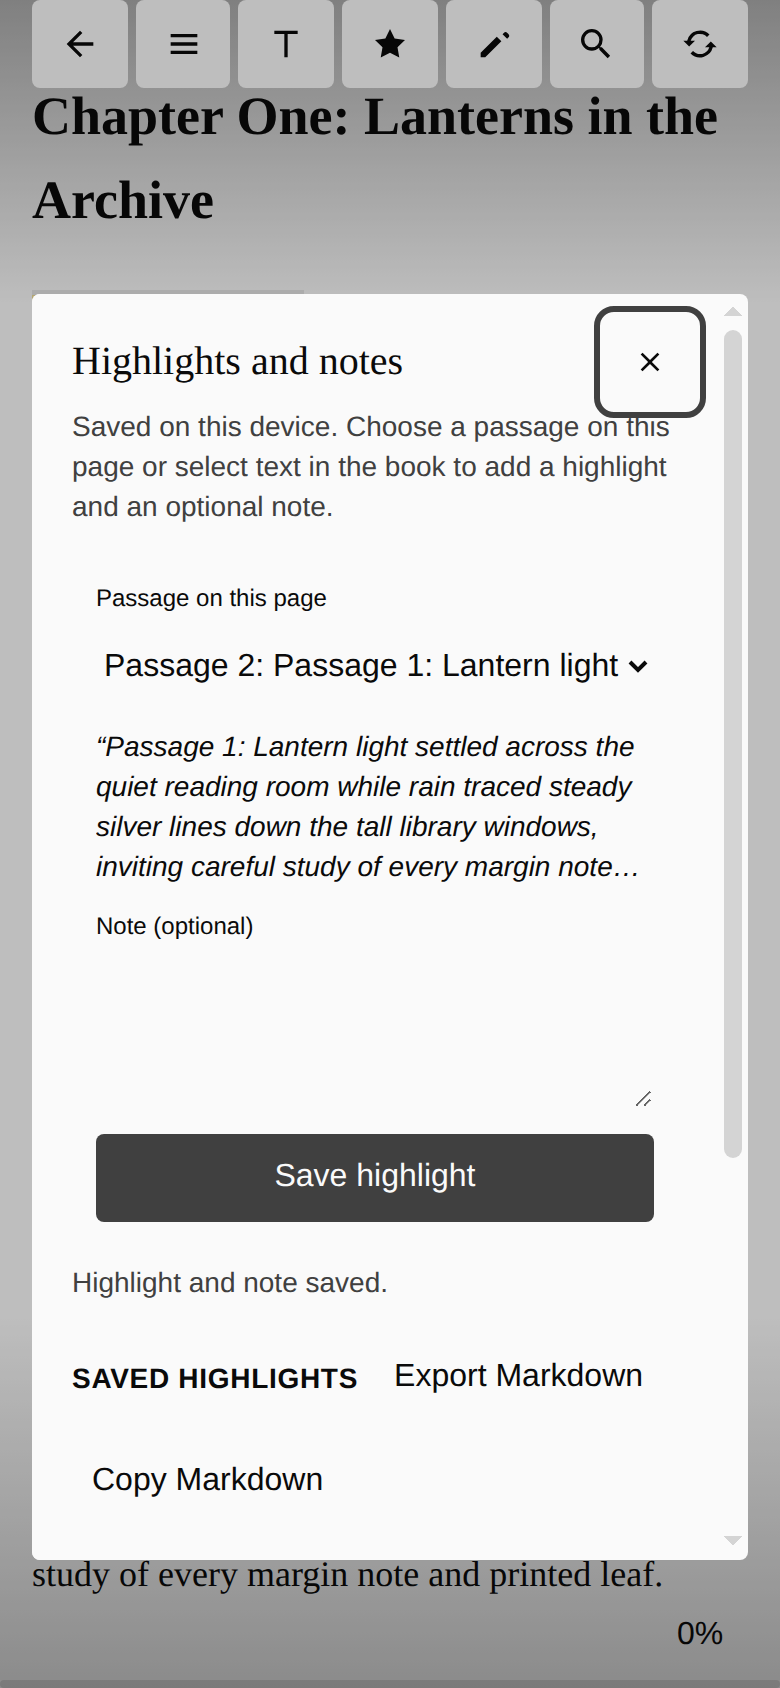 Chapter One: Lanterns in the
Archive
Highlights and notes
Saved on this device. Choose a passage on this
page or select text in the book to add a highlight
and an optional note.
Passage on this page
Passage 2: Passage 1: Lantern light
“Passage 1: Lantern light settled across the
quiet reading room while rain traced steady
silver lines down the tall library windows,
inviting careful study of every margin note…
Note (optional)
Save highlight
Highlight and note saved.
SAVED HIGHLIGHTS
Export Markdown
Copy Markdown
study of every margin note and printed leaf.
0%